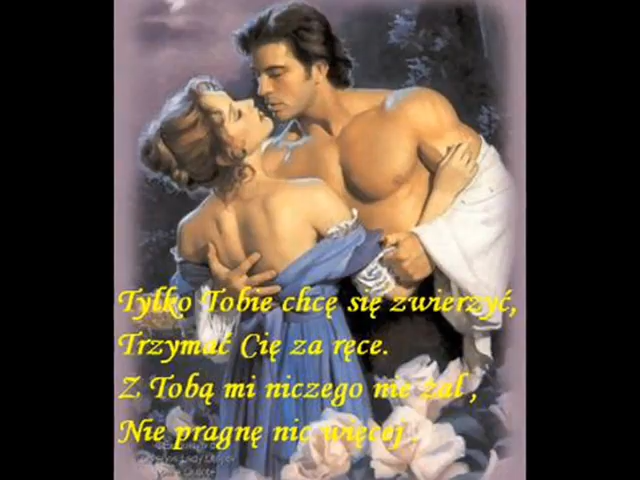 Tylko Tobie chcę się zwierzyć,
Trzymać Cię za ręce.
Z Tobą mi niczego nie żal ,
Nie pragnę nic więcej .